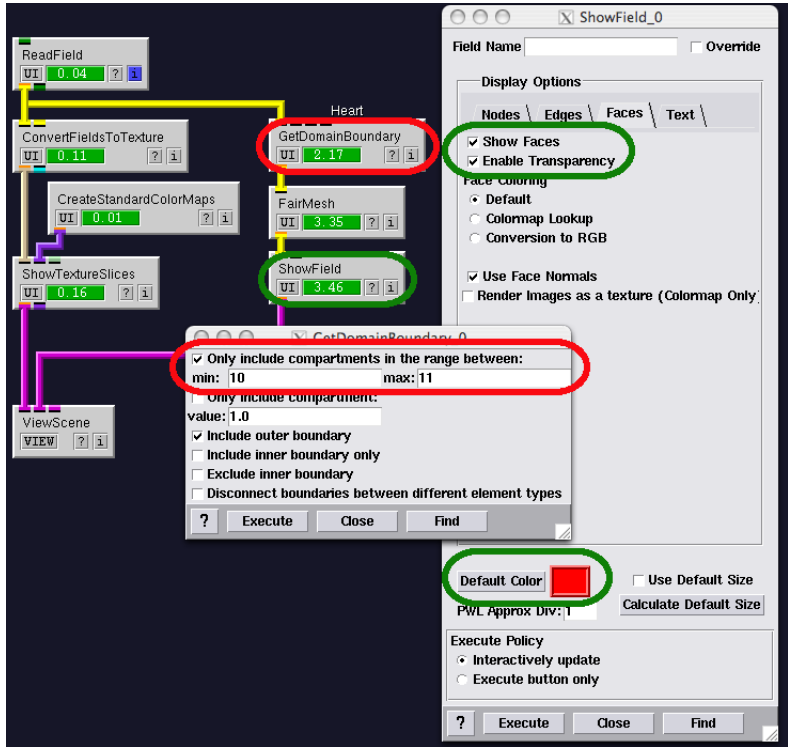 ReadField
UI 0.04 ? i
Heart
ConvertFieldsToTexture
UI 0.11 ? i
GetDomainBoundary
UI 2.17 ? i
CreateStandardColorMaps
UI 0.01 ? i
FairMesh
UI 3.35 ? i
ShowTextureSlices
UI 0.16 ? i
ShowField
UI 3.46 ? i
ViewScene
VIEW ? i
GetDomainBoundary_0
Only include compartments in the range between:
min: 10 max: 11
Only include compartment:
value: 1.0
Include outer boundary
Include inner boundary only
Exclude inner boundary
Disconnect boundaries between different element types
? Execute Close Find
X ShowField_0
Field Name Override
Display Options
Nodes \ Edges \ Faces \ Text \
Show Faces
Enable Transparency
Face Coloring
Default
Colormap Lookup
Conversion to RGB
Use Face Normals
Render Images as a texture (Colormap Only)
Default Color Use Default Size
PWL Approx Div: 1 Calculate Default Size
Execute Policy
Interactively update
Execute button only
? Execute Close Find